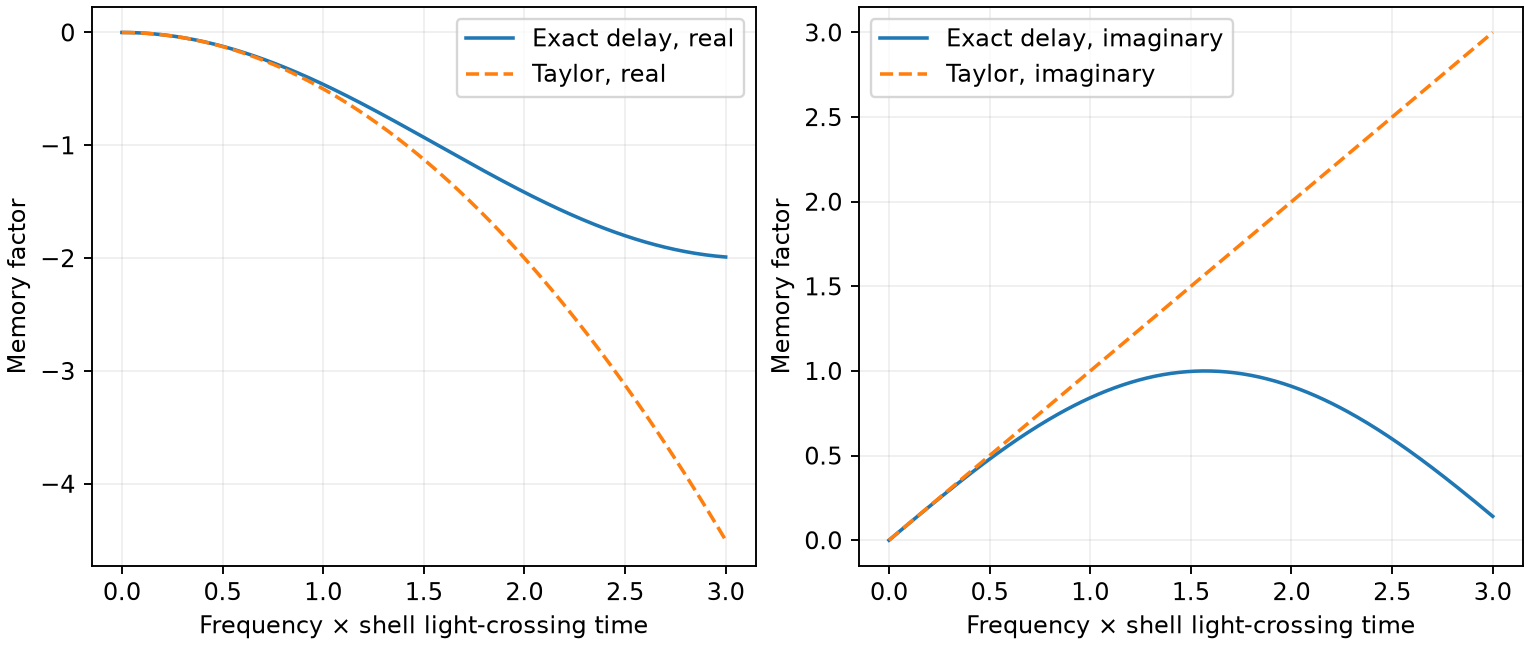 Exact delay, real
Taylor, real
0
−1
−2
−3
−4
Memory factor
0.0 0.5 1.0 1.5 2.0 2.5 3.0
Frequency × shell light-crossing time
Exact delay, imaginary
Taylor, imaginary
3.0
2.5
2.0
1.5
1.0
0.5
0.0
Memory factor
0.0 0.5 1.0 1.5 2.0 2.5 3.0
Frequency × shell light-crossing time